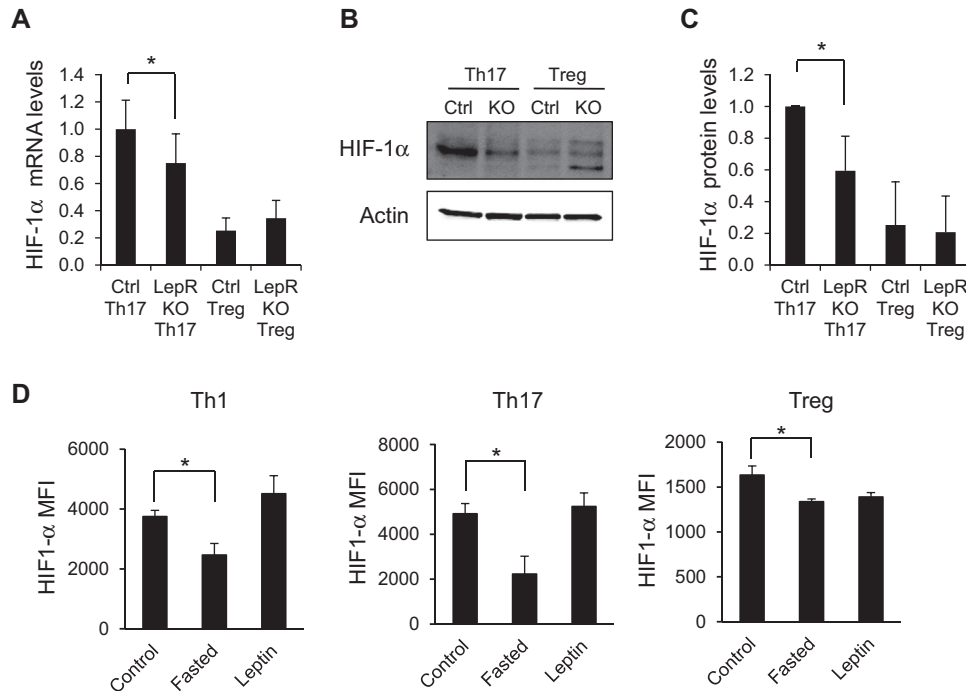 A
HIF-1α mRNA levels
*
1.4
1.2
1.0
0.8
0.6
0.4
0.2
0.0
Ctrl Th17
LepR KO Th17
Ctrl Treg
LepR KO Treg
B
Th17 Treg
Ctrl KO Ctrl KO
HIF-1α
Actin
C
HIF-1α protein levels
*
1.2
1.0
0.8
0.6
0.4
0.2
0.0
Ctrl Th17
LepR KO Th17
Ctrl Treg
LepR KO Treg
D
Th1
HIF1-α MFI
*
6000
4000
2000
0
Control
Fasted
Leptin
Th17
HIF1-α MFI
*
8000
6000
4000
2000
0
Control
Fasted
Leptin
Treg
HIF1-α MFI
*
2000
1500
1000
500
0
Control
Fasted
Leptin